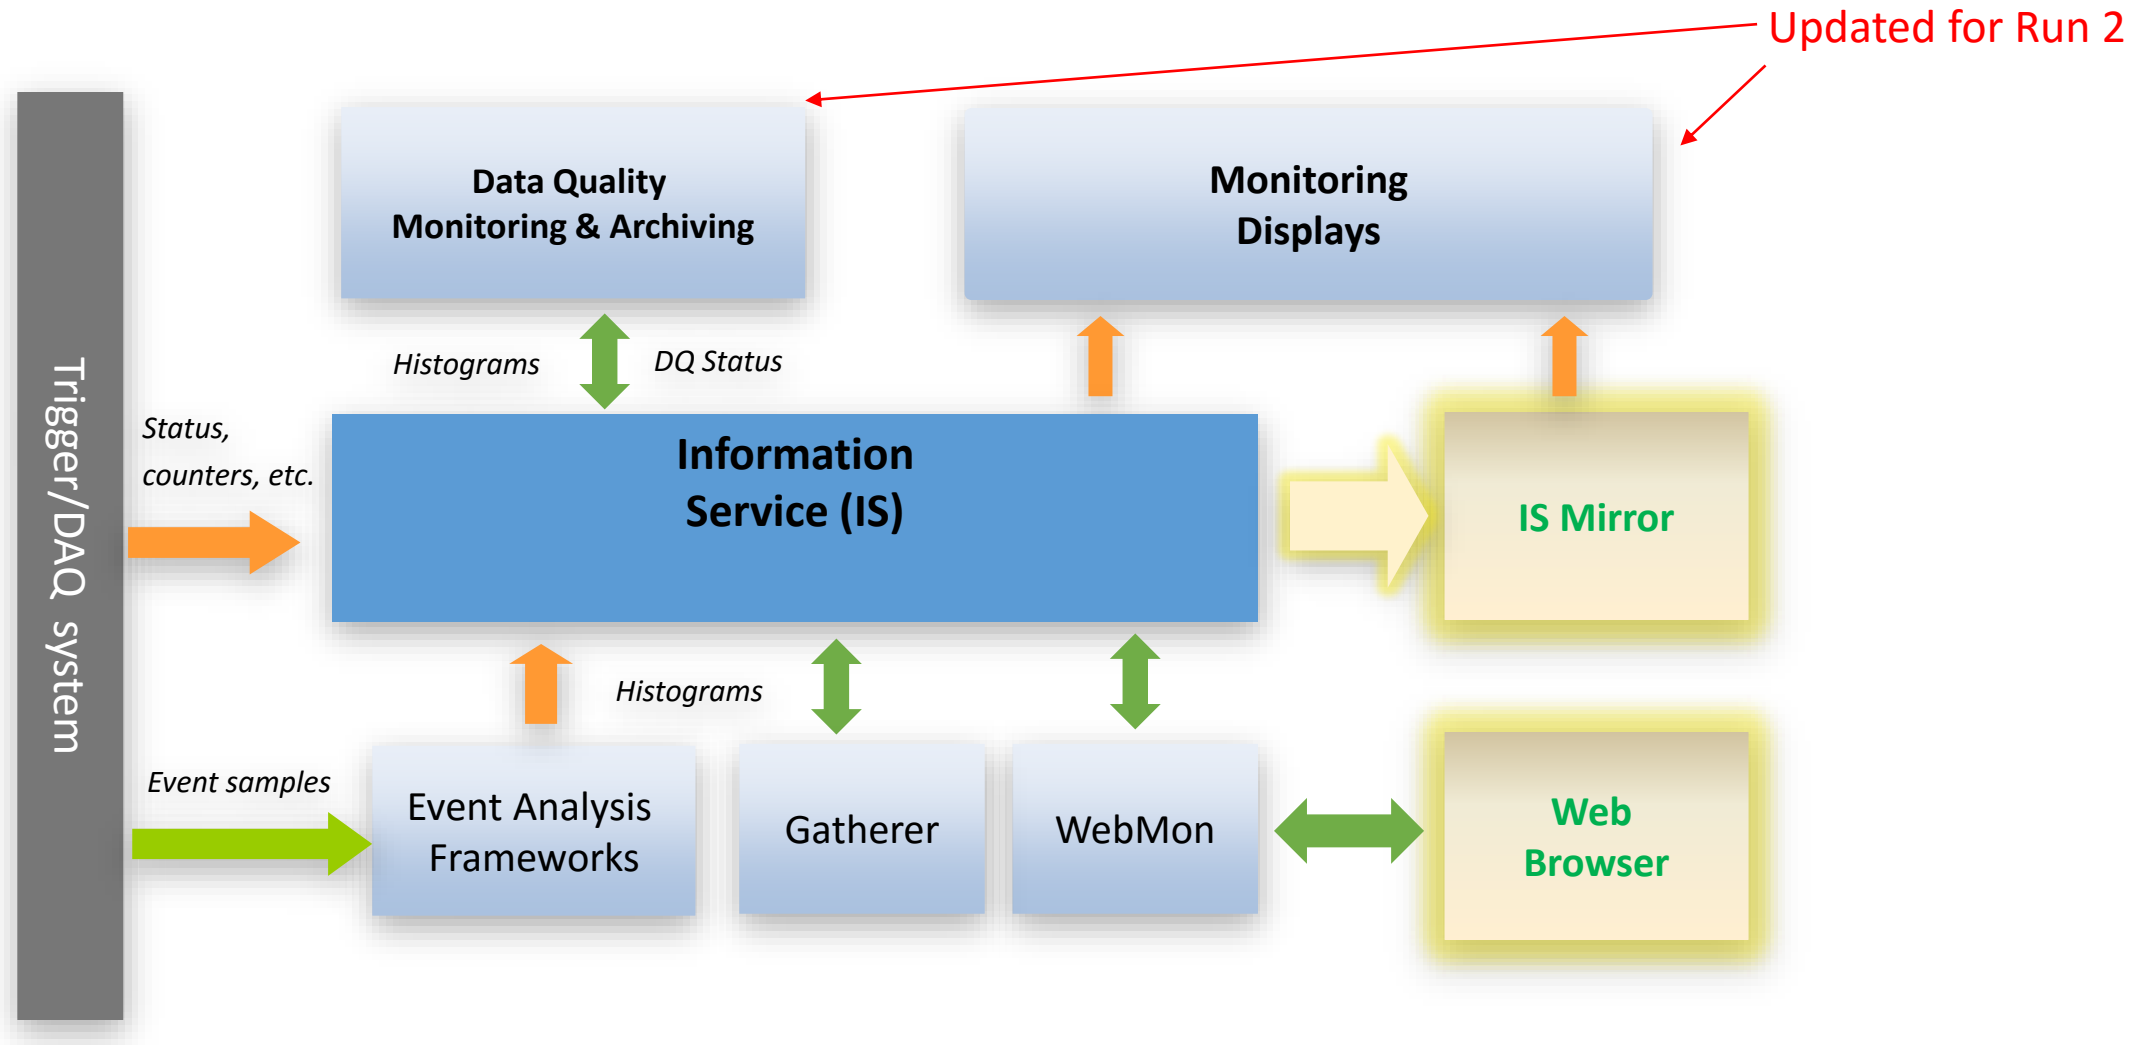 Updated for Run 2
Data Quality
Monitoring & Archiving
Monitoring
Displays
Histograms
DQ Status
Trigger/DAQ system
Status,
counters, etc.
Information
Service (IS)
IS Mirror
Histograms
Event samples
Event Analysis
Frameworks
Gatherer
WebMon
Web
Browser